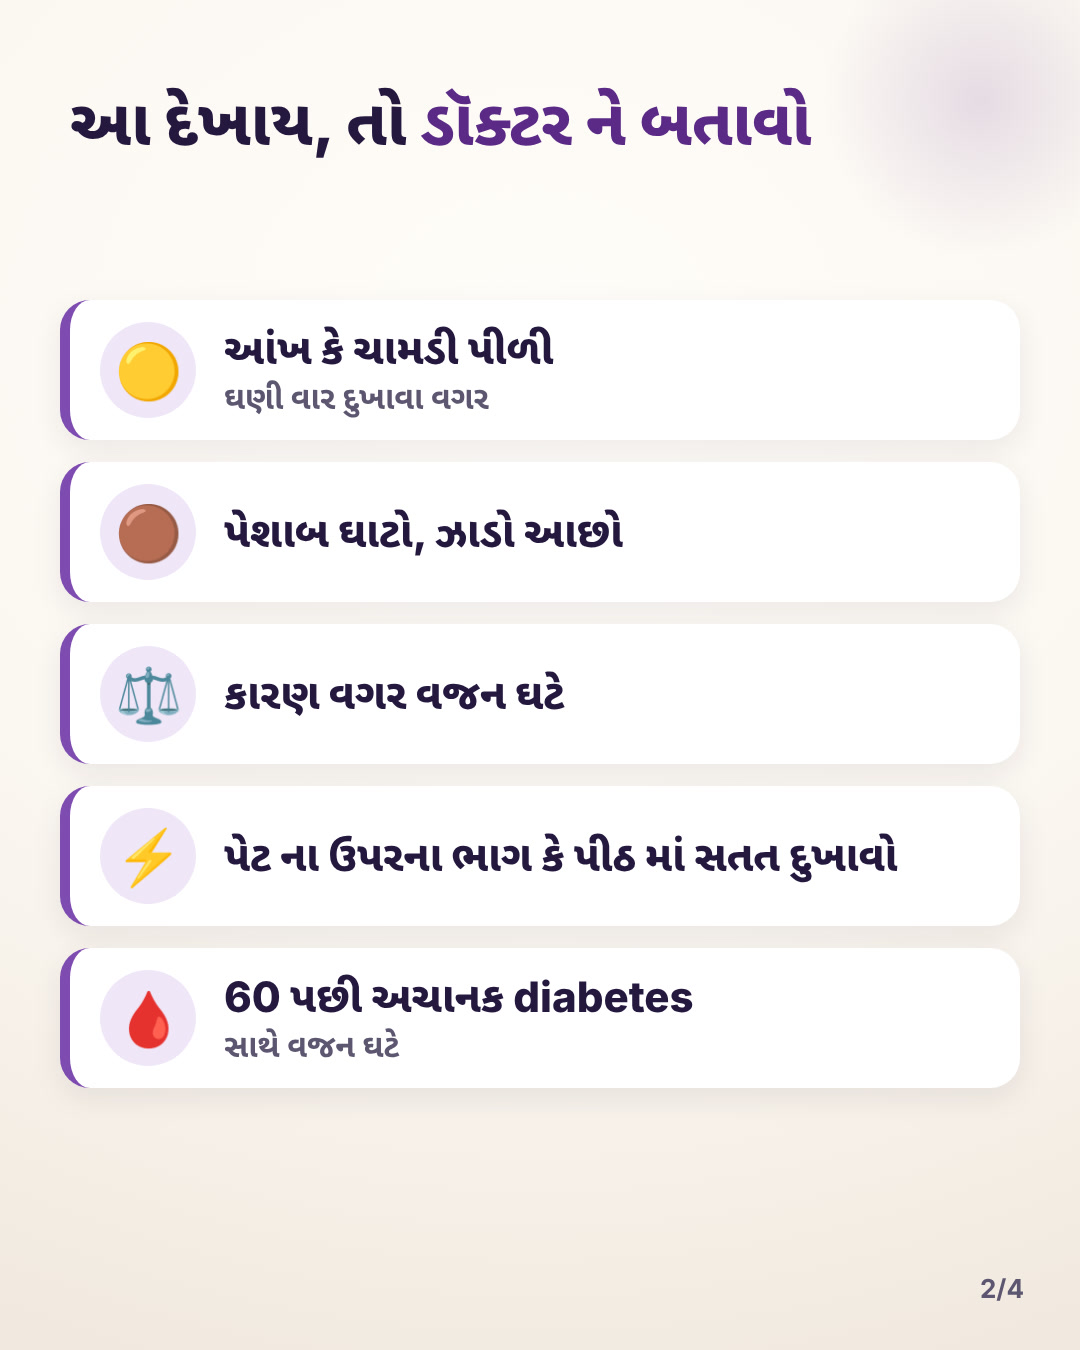 આ દેખાય, તો ડૉક્ટર ને બતાવો
આંખ કે ચામડી પીળી
ઘણી વાર દુખાવા વગર
પેશાબ ઘાટો, ઝાડો આછો
કારણ વગર વજન ઘટે
પેટ ના ઉપરના ભાગ કે પીઠ માં સતત દુખાવો
60 પછી અચાનક diabetes
સાથે વજન ઘટે
2/4